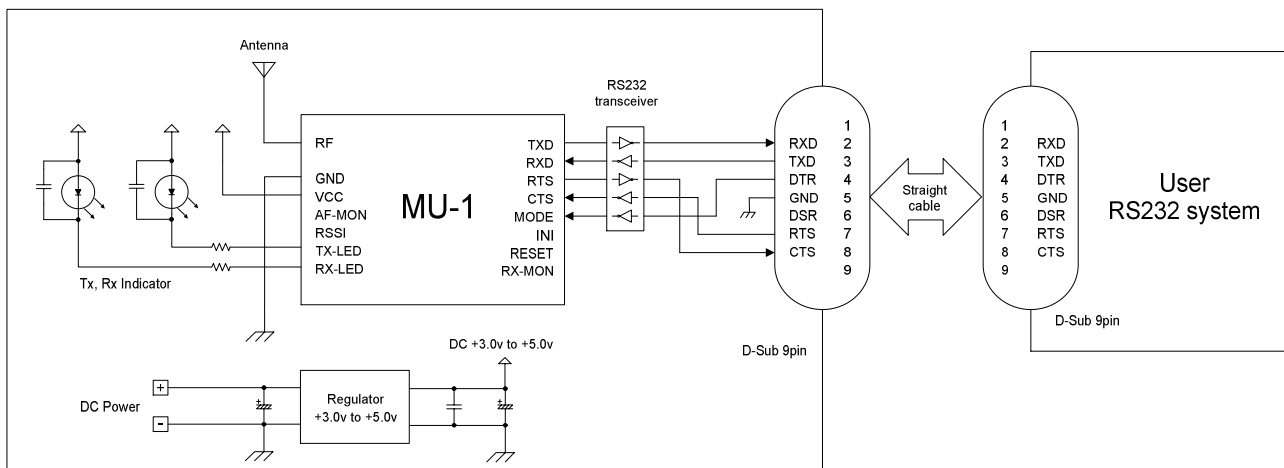 Antenna
RS232
transceiver
MU-1
RF
GND
VCC
AF-MON
RSSI
TX-LED
RX-LED
TXD
RXD
RTS
CTS
MODE
INI
RESET
RX-MON
Tx, Rx Indicator
RXD
TXD
DTR
GND
DSR
RTS
CTS
1
2
3
4
5
6
7
8
9
D-Sub 9pin
Straight
cable
1
2
3
4
5
6
7
8
9
RXD
TXD
DTR
GND
DSR
RTS
CTS
D-Sub 9pin
User
RS232 system
DC Power
+
-
+
Regulator
+3.0v to +5.0v
DC +3.0v to +5.0v
+